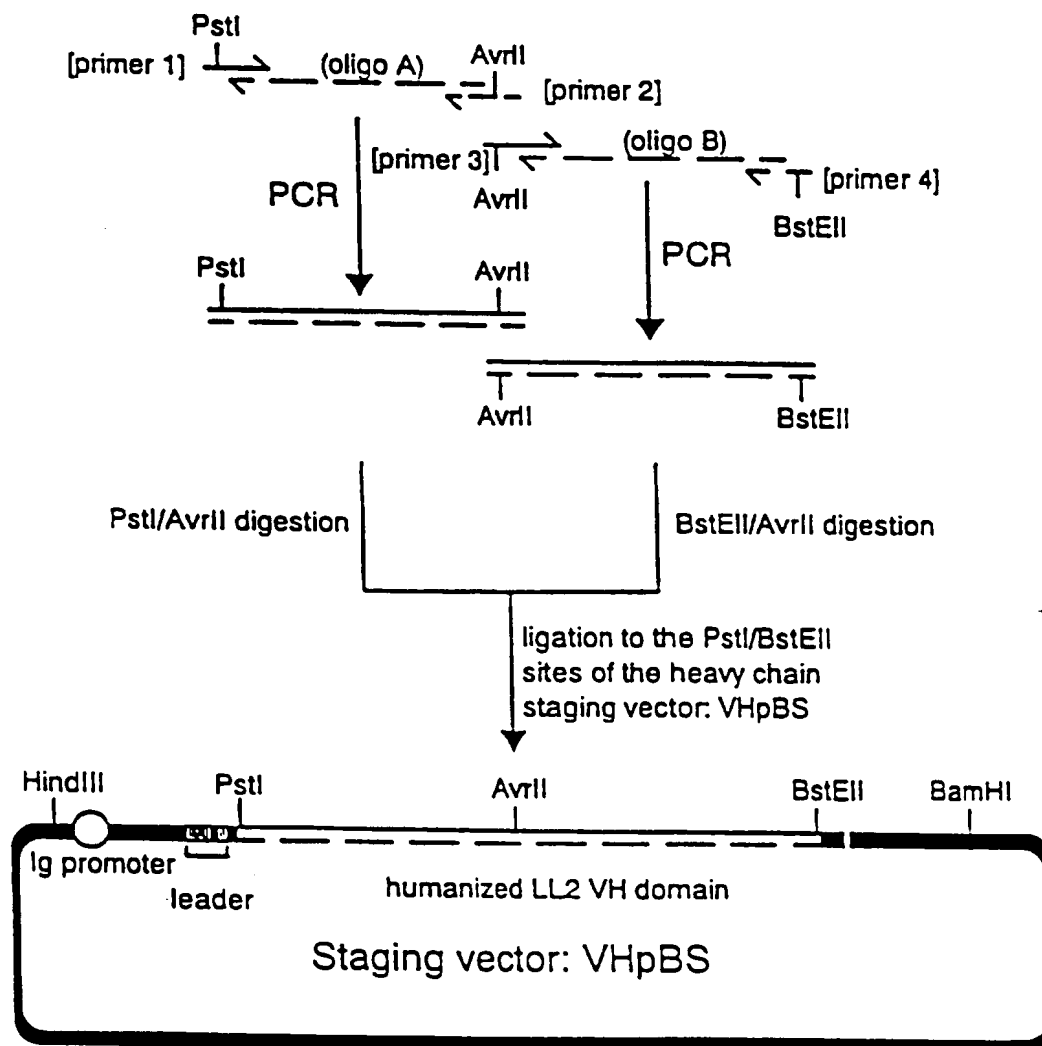 PstI
[primer 1]
(oligo A)
AvrII
[primer 2]
[primer 3]
(oligo B)
[primer 4]
PCR
AvrII
BstEII
PCR
PstI
AvrII
AvrII
BstEII
PstI/AvrII digestion
BstEII/AvrII digestion
ligation to the PstI/BstEII
sites of the heavy chain
staging vector: VHpBS
HindIII
PstI
AvrII
BstEII
BamHI
Ig promoter
leader
humanized LL2 VH domain
Staging vector: VHpBS